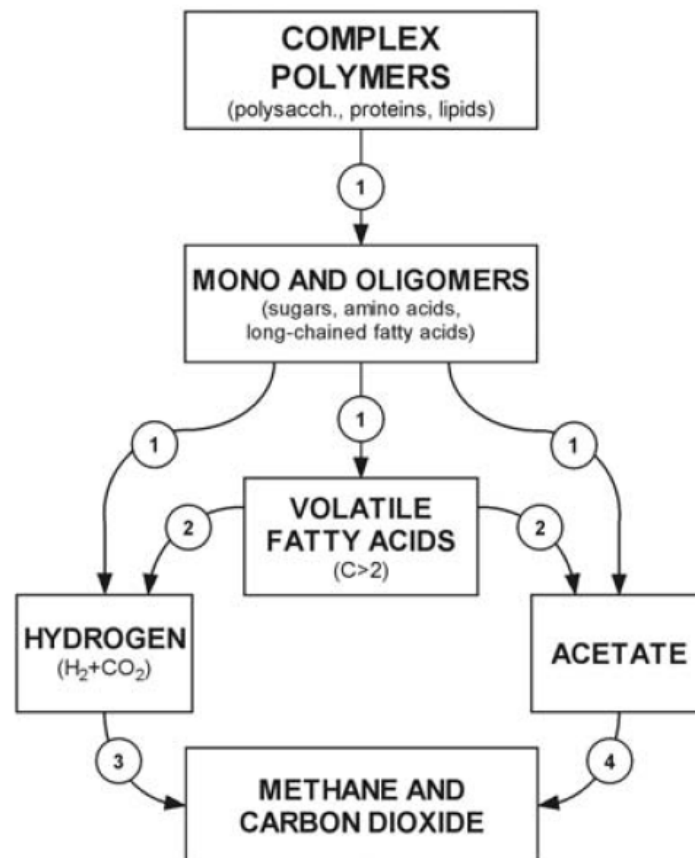 COMPLEX
POLYMERS
(polysacch., proteins, lipids)
1
MONO AND OLIGOMERS
(sugars, amino acids,
long-chained fatty acids)
1
1
1
VOLATILE
FATTY ACIDS
(C>2)
2
2
HYDROGEN
(H₂+CO₂)
ACETATE
3
4
METHANE AND
CARBON DIOXIDE